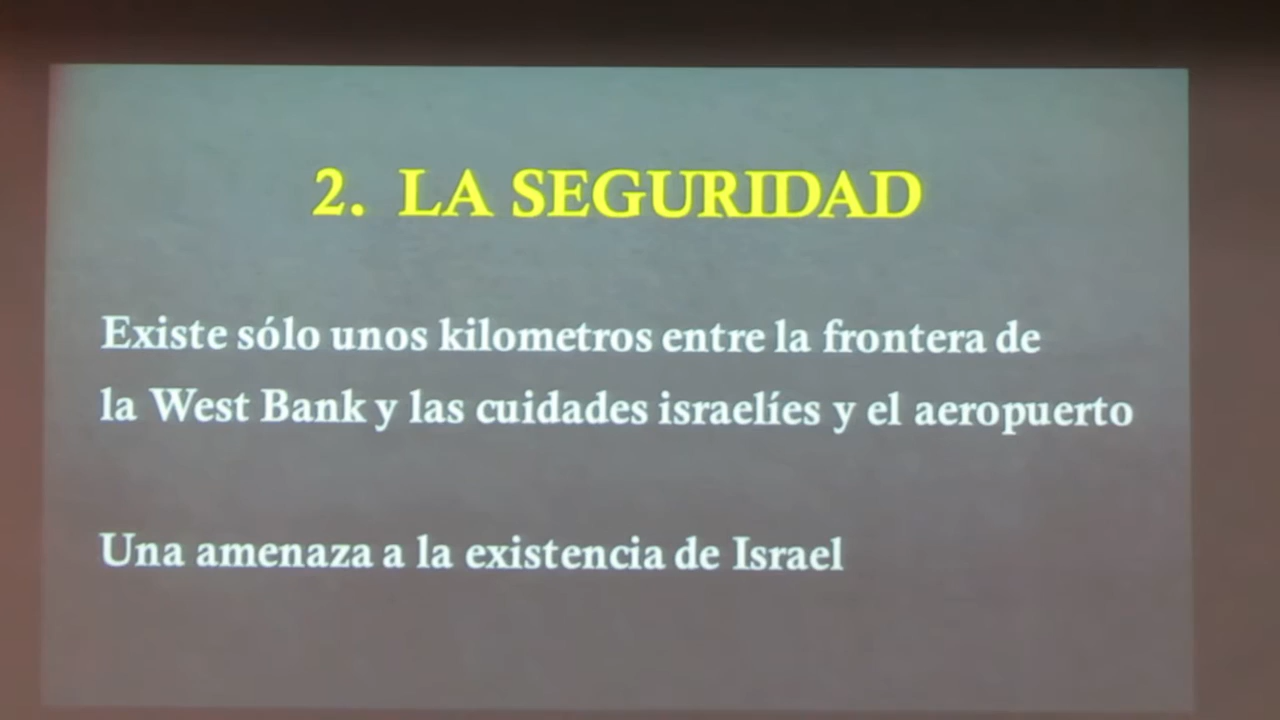 2. LA SEGURIDAD
Existe sólo unos kilometros entre la frontera de
la West Bank y las cuidades israelíes y el aeropuerto
Una amenaza a la existencia de Israel